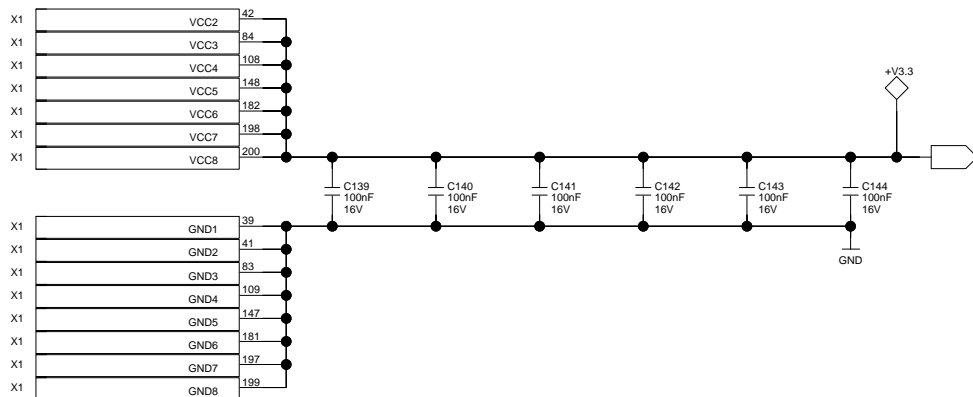 X1 VCC2 42
X1 VCC3 84
X1 VCC4 108
X1 VCC5 148
X1 VCC6 182
X1 VCC7 198
X1 VCC8 200
+V3.3
C139 C140 C141 C142 C143 C144
100nF 100nF 100nF 100nF 100nF 100nF
16V 16V 16V 16V 16V 16V
X1 GND1 39
X1 GND2 41
X1 GND3 83
X1 GND4 109
X1 GND5 147
X1 GND6 181
X1 GND7 197
X1 GND8 199
GND